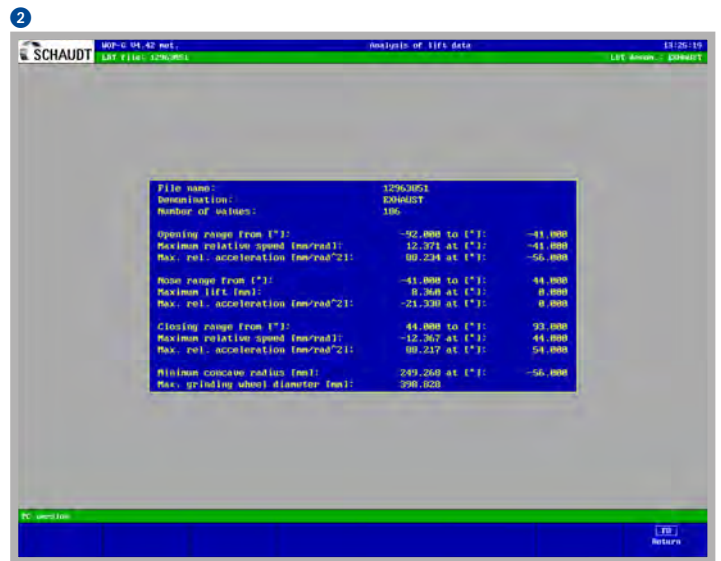 2
SCHAUDT WOP-G V4.42 met. Analysis of lift data 13:25:19
LDT file: 12963051 LDT denom.: EXHAUST
File name: 12963051
Denomination: EXHAUST
Number of values: 186
Opening range from [°]: -92.000 to [°]: -41.000
Maximum relative speed [mm/rad]: 12.371 at [°]: -41.000
Max. rel. acceleration [mm/rad^2]: 80.234 at [°]: -56.000
Nose range from [°]: -41.000 to [°]: 44.000
Maximum lift [mm]: 8.360 at [°]: 0.000
Max. rel. acceleration [mm/rad^2]: -21.330 at [°]: 0.000
Closing range from [°]: 44.000 to [°]: 93.000
Maximum relative speed [mm/rad]: -12.367 at [°]: 44.000
Max. rel. acceleration [mm/rad^2]: 80.217 at [°]: 54.000
Minimum concave radius [mm]: 249.260 at [°]: -56.000
Max. grinding wheel diameter [mm]: 398.828
PC version
Return